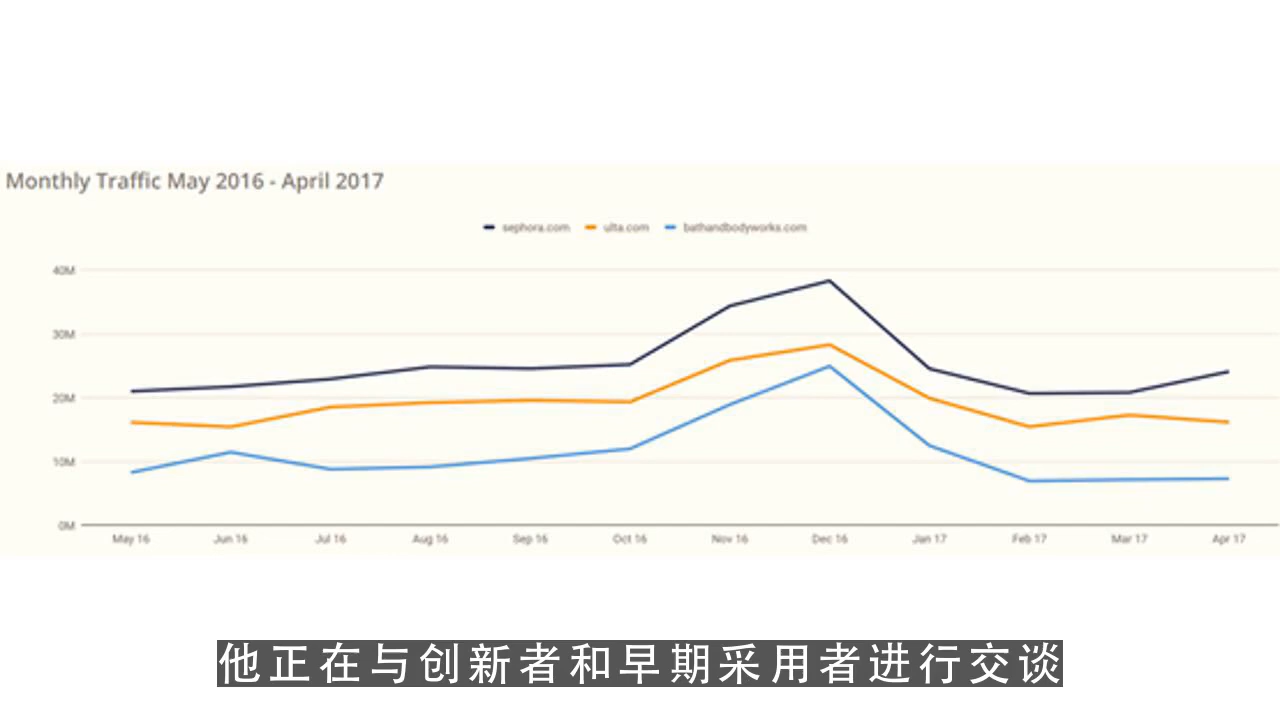 Monthly Traffic May 2016 - April 2017
sephora.com ulta.com bathandbodyworks.com
40M
30M
20M
10M
0M
May 16 Jun 16 Jul 16 Aug 16 Sep 16 Oct 16 Nov 16 Dec 16 Jan 17 Feb 17 Mar 17 Apr 17
他正在与创新者和早期采用者进行交谈